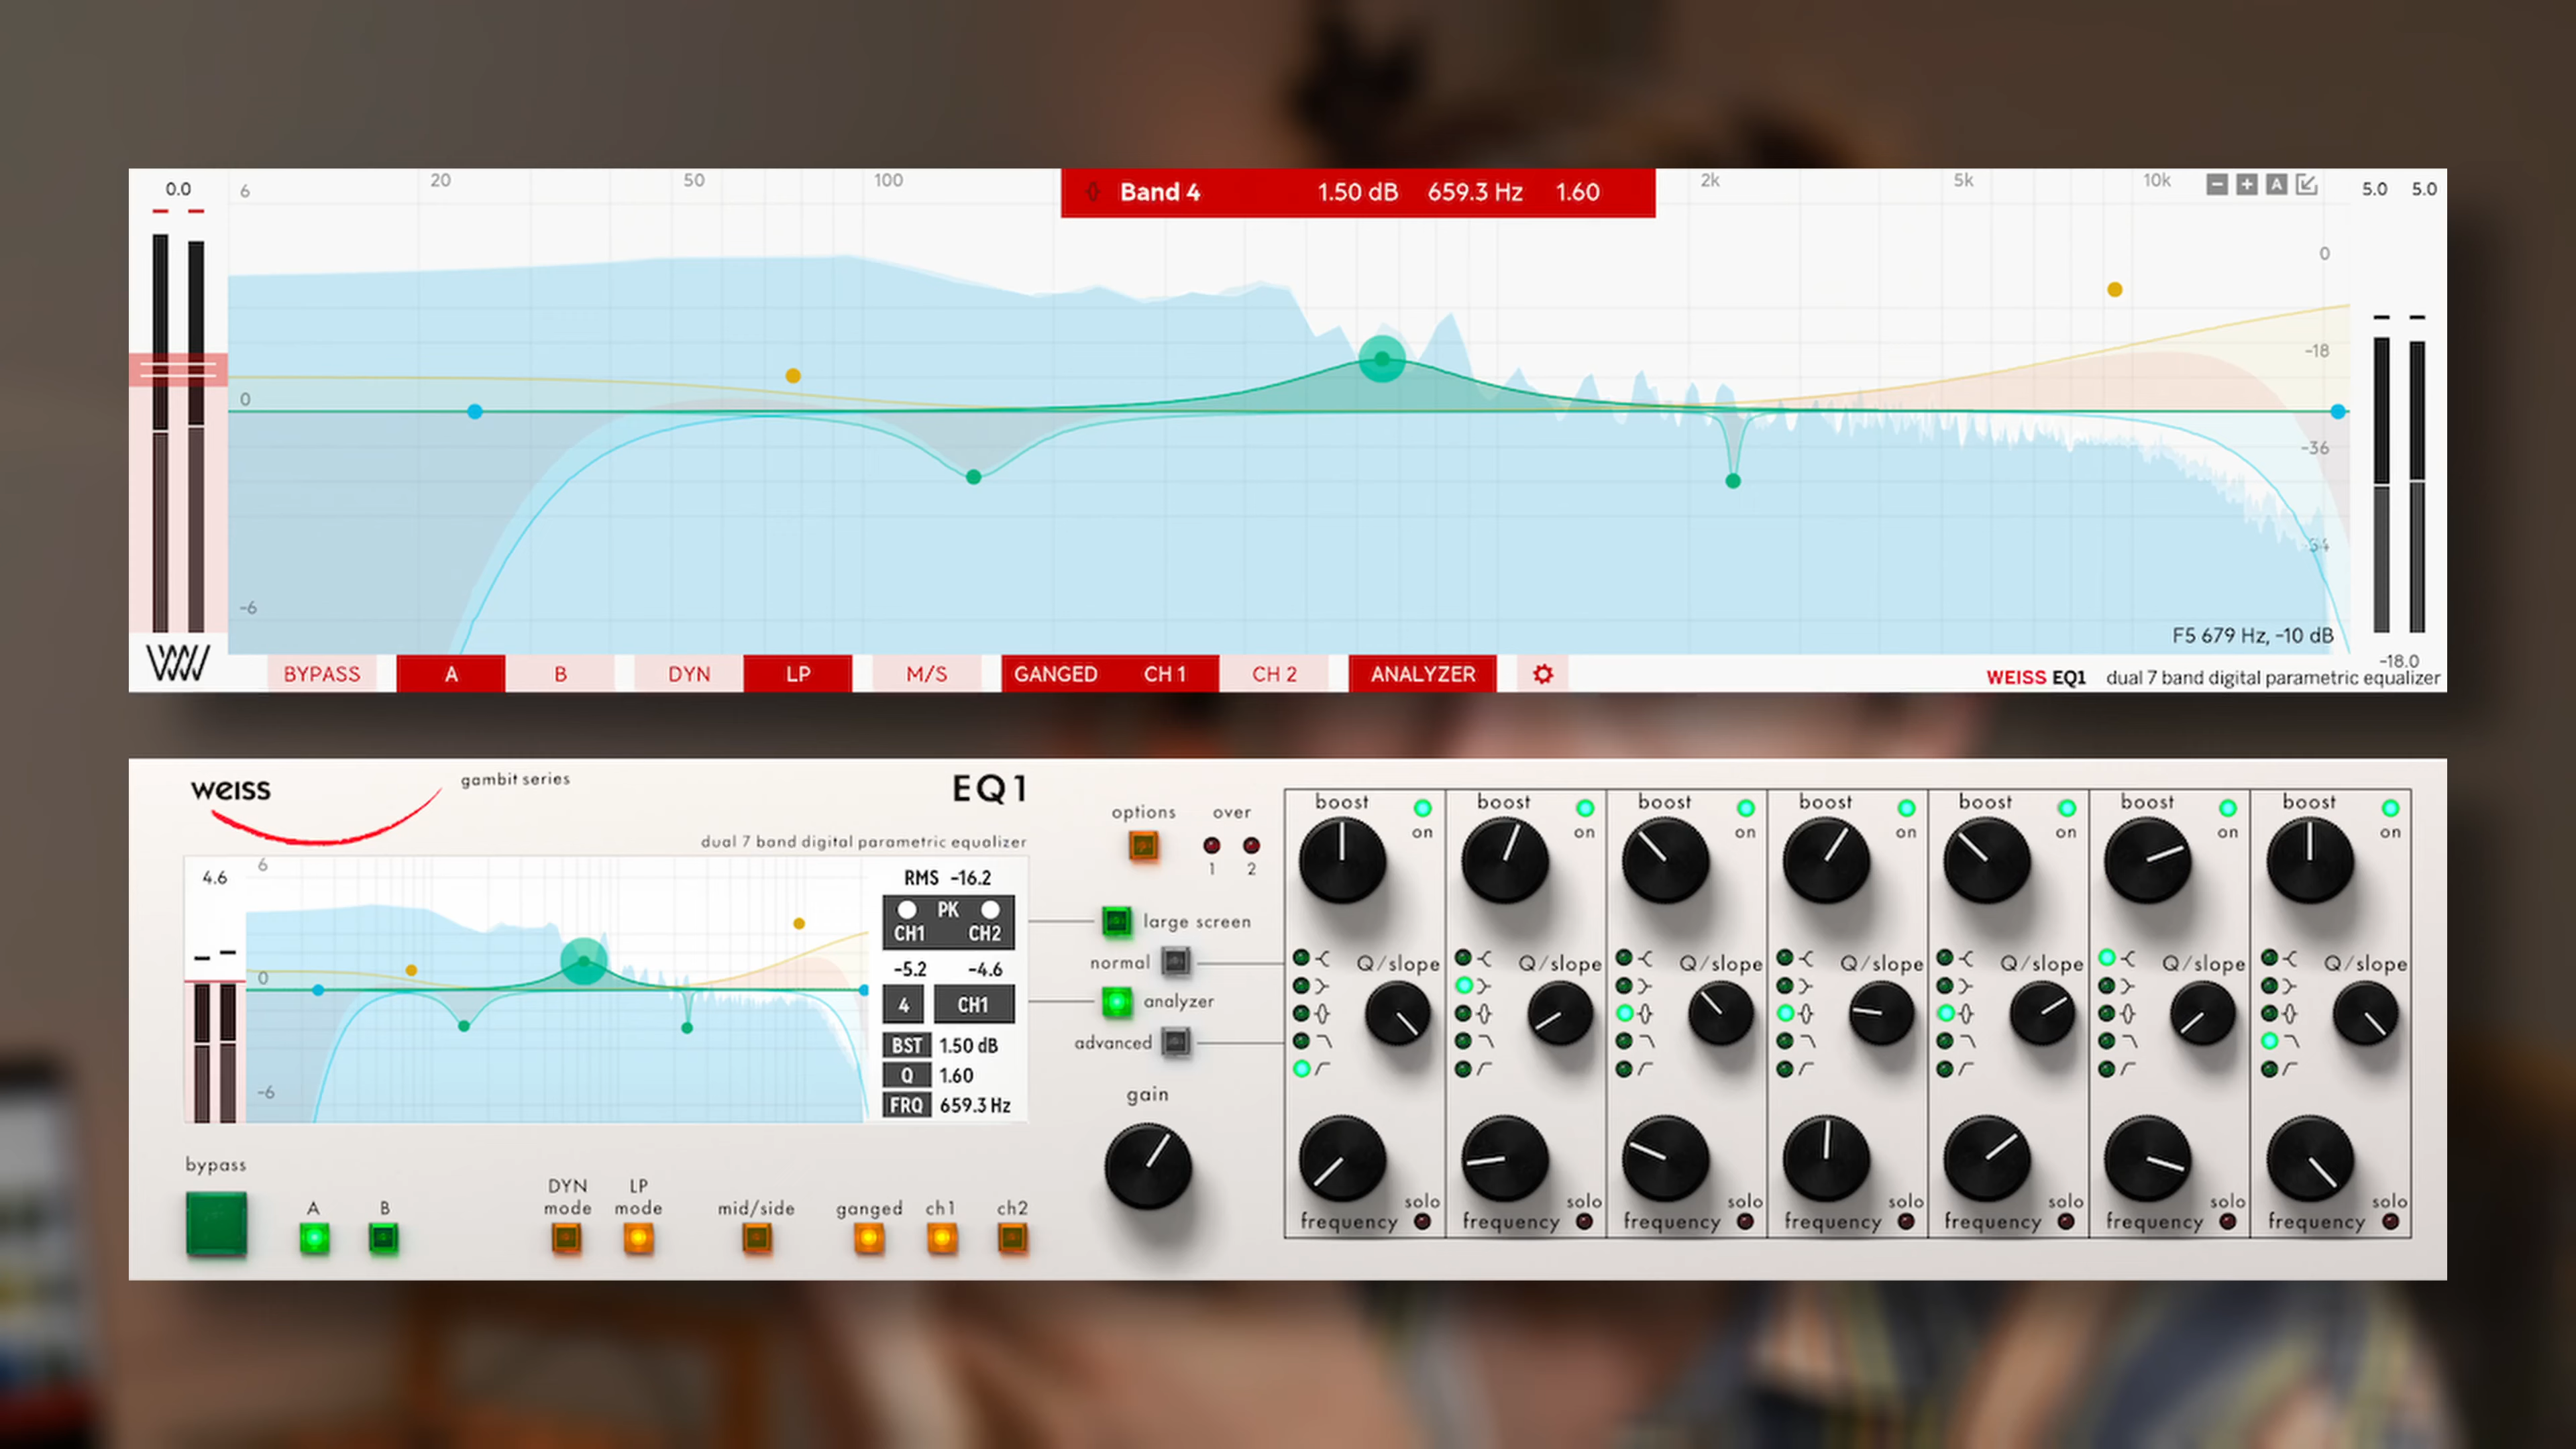 0.0
6
20
50
100
Band 4 1.50 dB 659.3 Hz 1.60
2k
5k
10k
- + A
5.0 5.0
0
-18
0
-36
-54
-6
F5 679 Hz, -10 dB
-18.0
BYPASS A B DYN LP M/S GANGED CH 1 CH 2 ANALYZER
WEISS EQ1 dual 7 band digital parametric equalizer
weiss
gambit series
EQ1
dual 7 band digital parametric equalizer
4.6
6
0
-6
RMS -16.2
PK
CH1 CH2
-5.2 -4.6
4 CH1
BST 1.50 dB
Q 1.60
FRQ 659.3 Hz
options over
1 2
large screen
normal
analyzer
advanced
gain
bypass
A B
DYN mode
LP mode
mid/side
ganged ch1 ch2
boost boost boost boost boost boost boost
on on on on on on on
Q/slope Q/slope Q/slope Q/slope Q/slope Q/slope Q/slope
solo solo solo solo solo solo solo
frequency frequency frequency frequency frequency frequency frequency